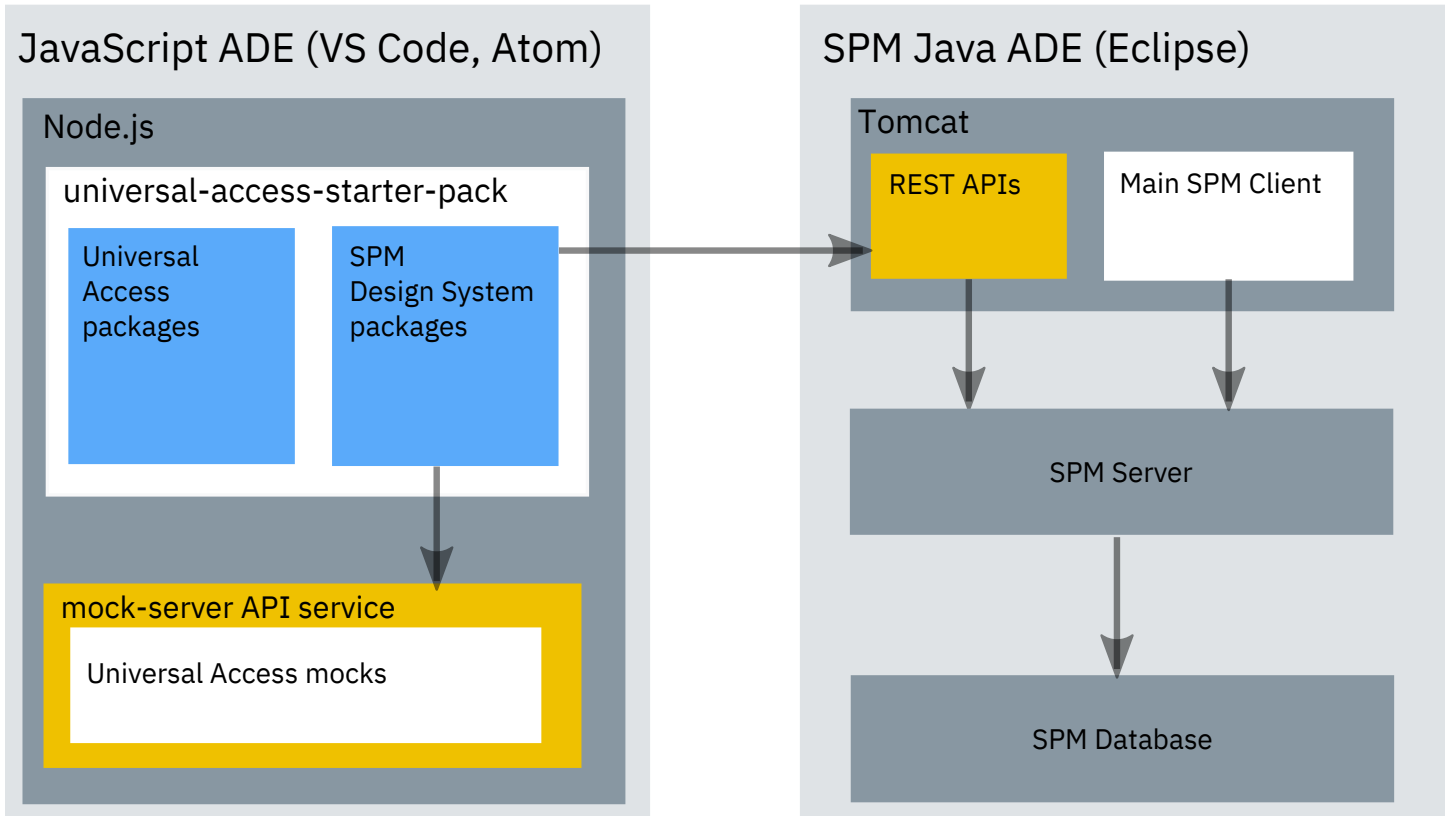 JavaScript ADE (VS Code, Atom)
Node.js
universal-access-starter-pack
Universal
Access
packages
SPM
Design System
packages
mock-server API service
Universal Access mocks
SPM Java ADE (Eclipse)
Tomcat
REST APIs
Main SPM Client
SPM Server
SPM Database